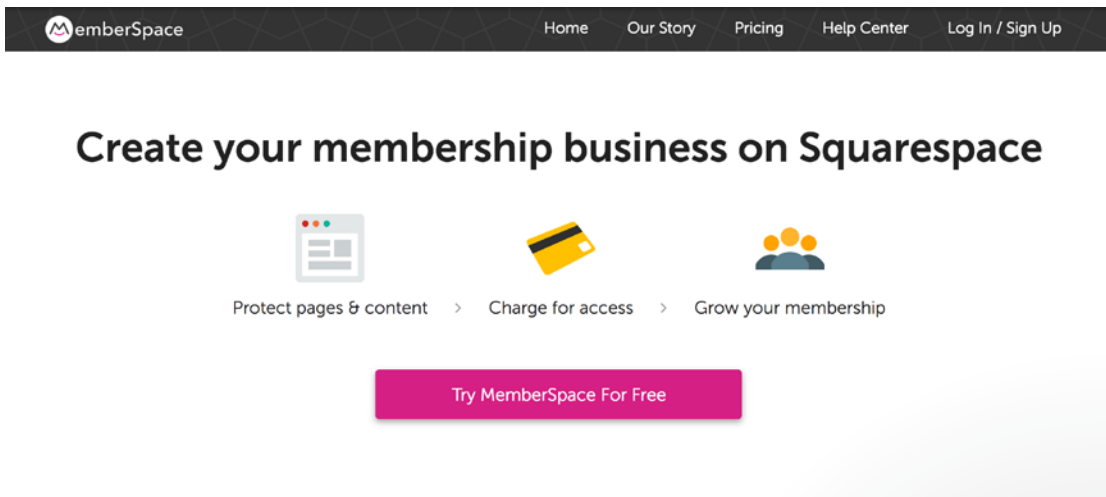 MemberSpace Home Our Story Pricing Help Center Log In / Sign Up
Create your membership business on Squarespace
Protect pages & content > Charge for access > Grow your membership
Try MemberSpace For Free